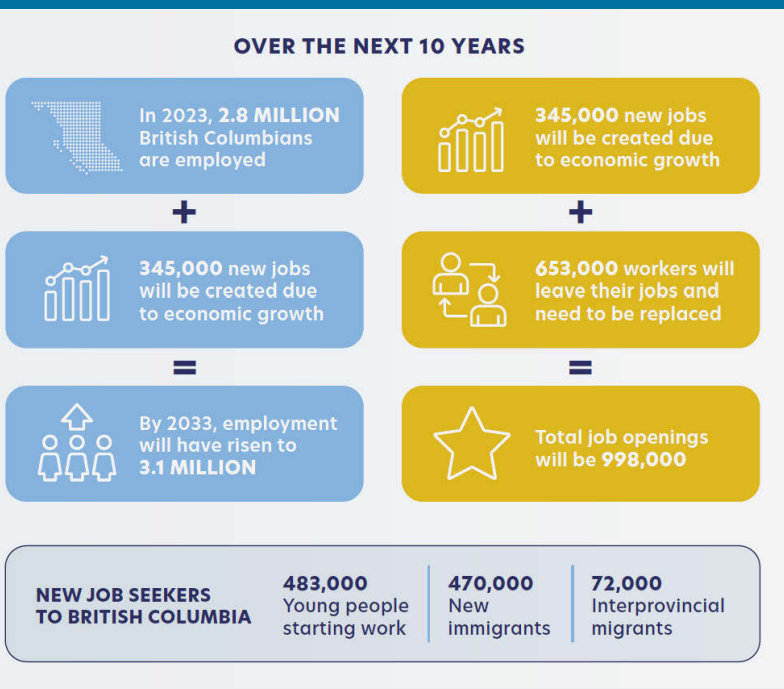 OVER THE NEXT 10 YEARS
In 2023, 2.8 MILLION
British Columbians
are employed
+
345,000 new jobs
will be created due
to economic growth
=
By 2033, employment
will have risen to
3.1 MILLION
345,000 new jobs
will be created due
to economic growth
+
653,000 workers will
leave their jobs and
need to be replaced
=
Total job openings
will be 998,000
NEW JOB SEEKERS
TO BRITISH COLUMBIA
483,000
Young people
starting work
470,000
New
immigrants
72,000
Interprovincial
migrants